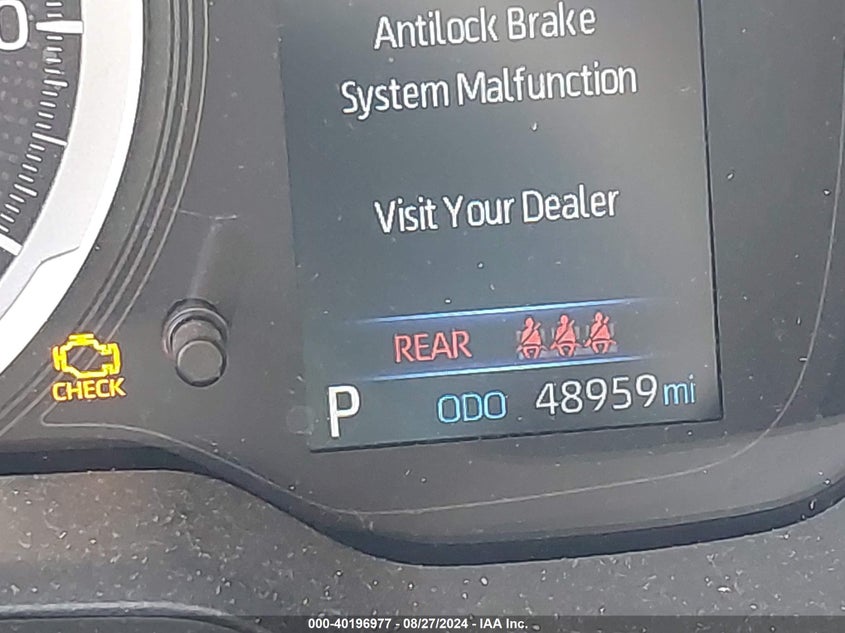 0
Antilock Brake
System Malfunction
Visit Your Dealer
REAR
CHECK
P ODO 48959 mi
000-40196977 - 08/27/2024 - IAA Inc.